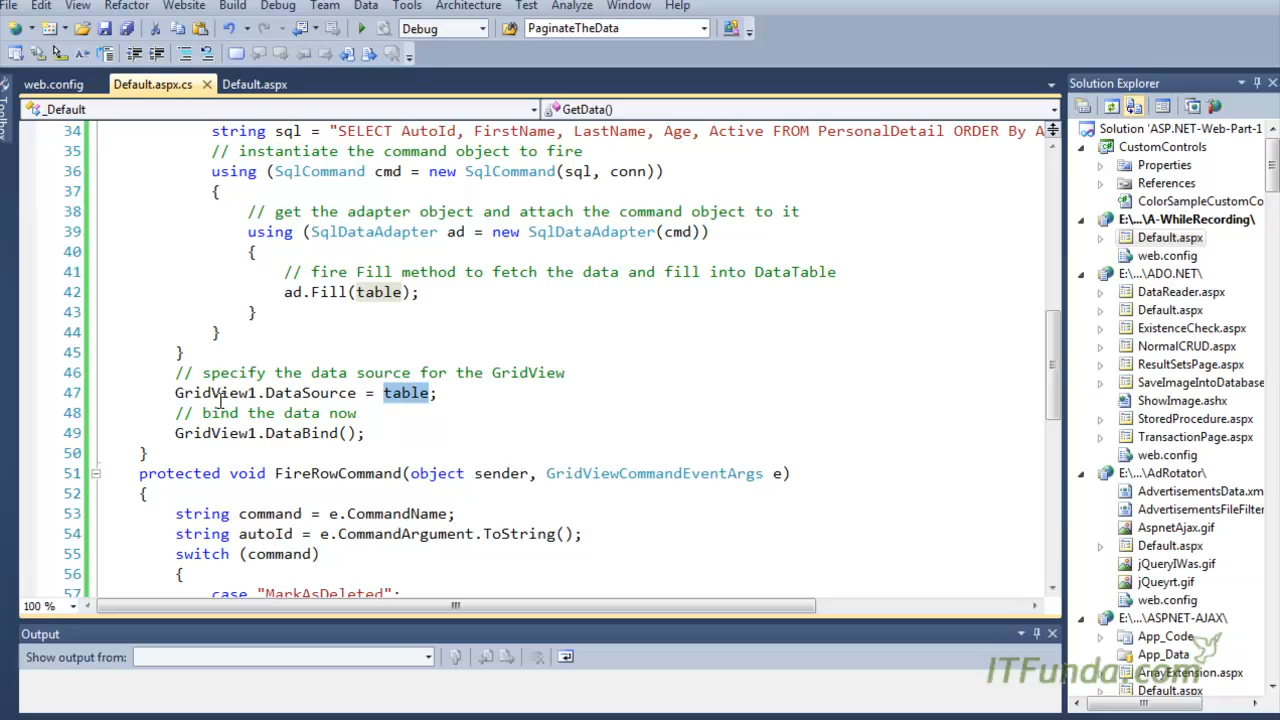 File Edit View Refactor Website Build Debug Team Data Tools Architecture Test Analyze Window Help
Debug PaginateTheData
web.config Default.aspx.cs Default.aspx
_Default GetData()
34 string sql = "SELECT AutoId, FirstName, LastName, Age, Active FROM PersonalDetail ORDER By A
35 // instantiate the command object to fire
36 using (SqlCommand cmd = new SqlCommand(sql, conn))
37 {
38 // get the adapter object and attach the command object to it
39 using (SqlDataAdapter ad = new SqlDataAdapter(cmd))
40 {
41 // fire Fill method to fetch the data and fill into DataTable
42 ad.Fill(table);
43 }
44 }
45 }
46 // specify the data source for the GridView
47 GridView1.DataSource = table;
48 // bind the data now
49 GridView1.DataBind();
50 }
51 protected void FireRowCommand(object sender, GridViewCommandEventArgs e)
52 {
53 string command = e.CommandName;
54 string autoId = e.CommandArgument.ToString();
55 switch (command)
56 {
57 case "MarkAsDeleted":
100 %
Output
Show output from:
Toolbox
Solution Explorer
Solution 'ASP.NET-Web-Part-1
CustomControls
Properties
References
ColorSampleCustomCo
E:\...\A-WhileRecording\
Default.aspx
web.config
E:\...\ADO.NET\
DataReader.aspx
Default.aspx
ExistenceCheck.aspx
NormalCRUD.aspx
ResultSetsPage.aspx
SaveImageIntoDatabase
ShowImage.ashx
StoredProcedure.aspx
TransactionPage.aspx
web.config
E:\...\AdRotator\
AdvertisementsData.xm
AdvertisementsFileFilter
AspnetAjax.gif
Default.aspx
jQueryIWas.gif
jQueyrt.gif
web.config
E:\...\ASPNET-AJAX\
App_Code
App_Data
ArrayExtension.aspx
Default.aspx
ITFunda.com